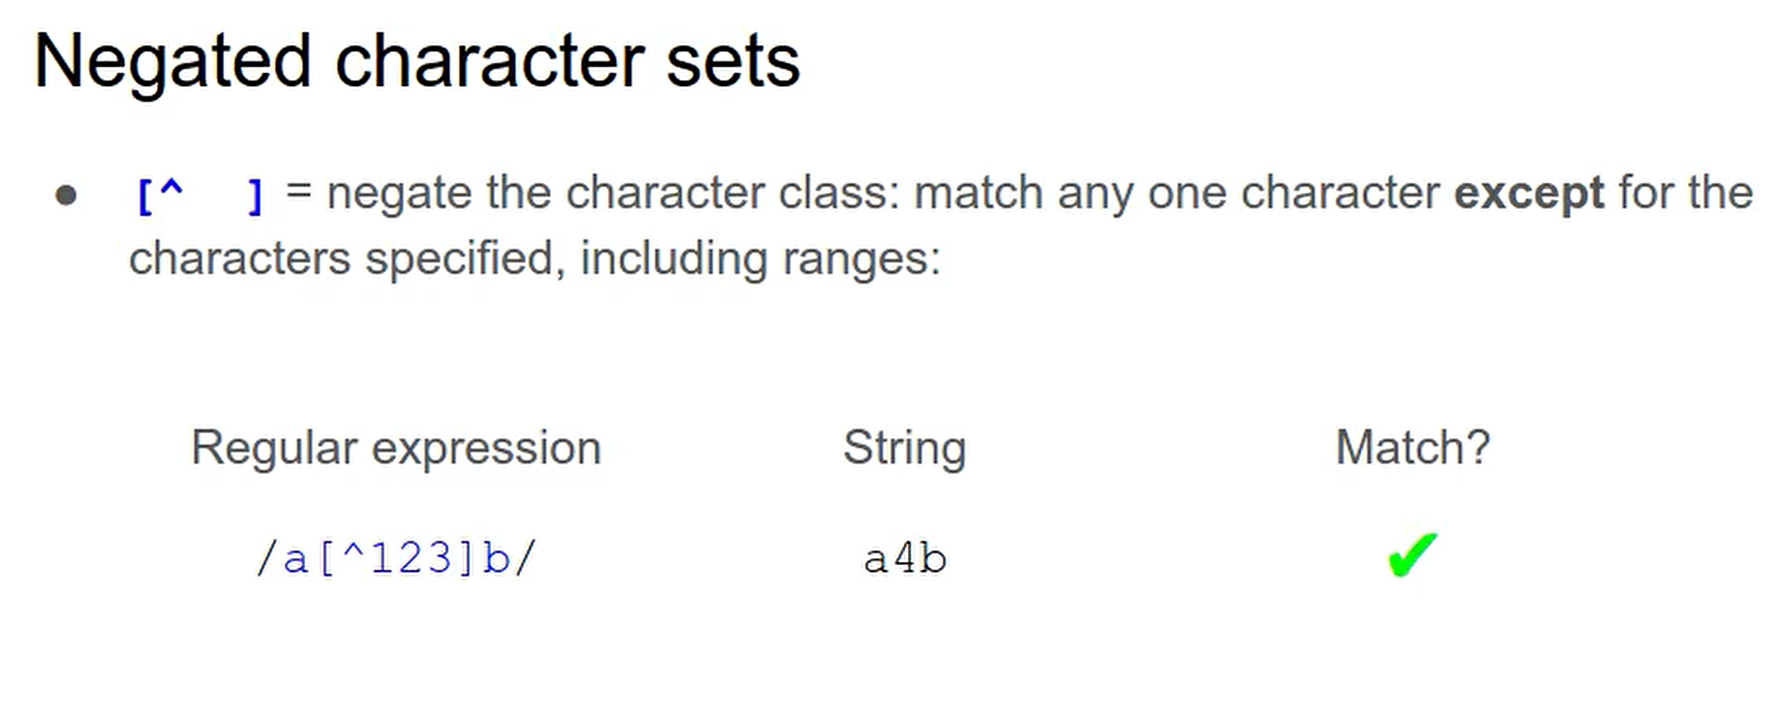 Negated character sets
● [^ ] = negate the character class: match any one character except for the
characters specified, including ranges:
Regular expression String Match?
/a[^123]b/ a4b ✔